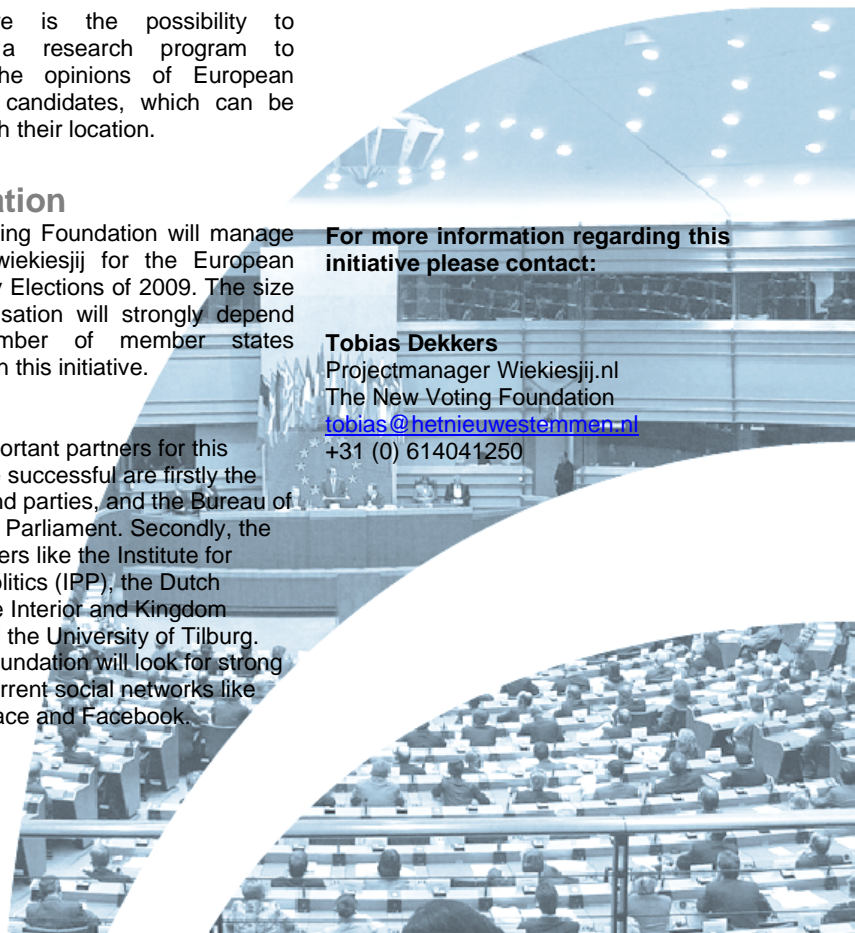 e is the possibility to
a research program to
he opinions of European
candidates, which can be
h their location.
ation
ing Foundation will manage
wiekiesjij for the European
y Elections of 2009. The size
isation will strongly depend
mber of member states
n this initiative.
portant partners for this
successful are firstly the
nd parties, and the Bureau of
Parliament. Secondly, the
ers like the Institute for
litics (IPP), the Dutch
e Interior and Kingdom
the University of Tilburg.
oundation will look for strong
rrent social networks like
ace and Facebook.
For more information regarding this
initiative please contact:
Tobias Dekkers
Projectmanager Wiekiesjij.nl
The New Voting Foundation
tobias@hetnieuwestemmen.nl
+31 (0) 614041250